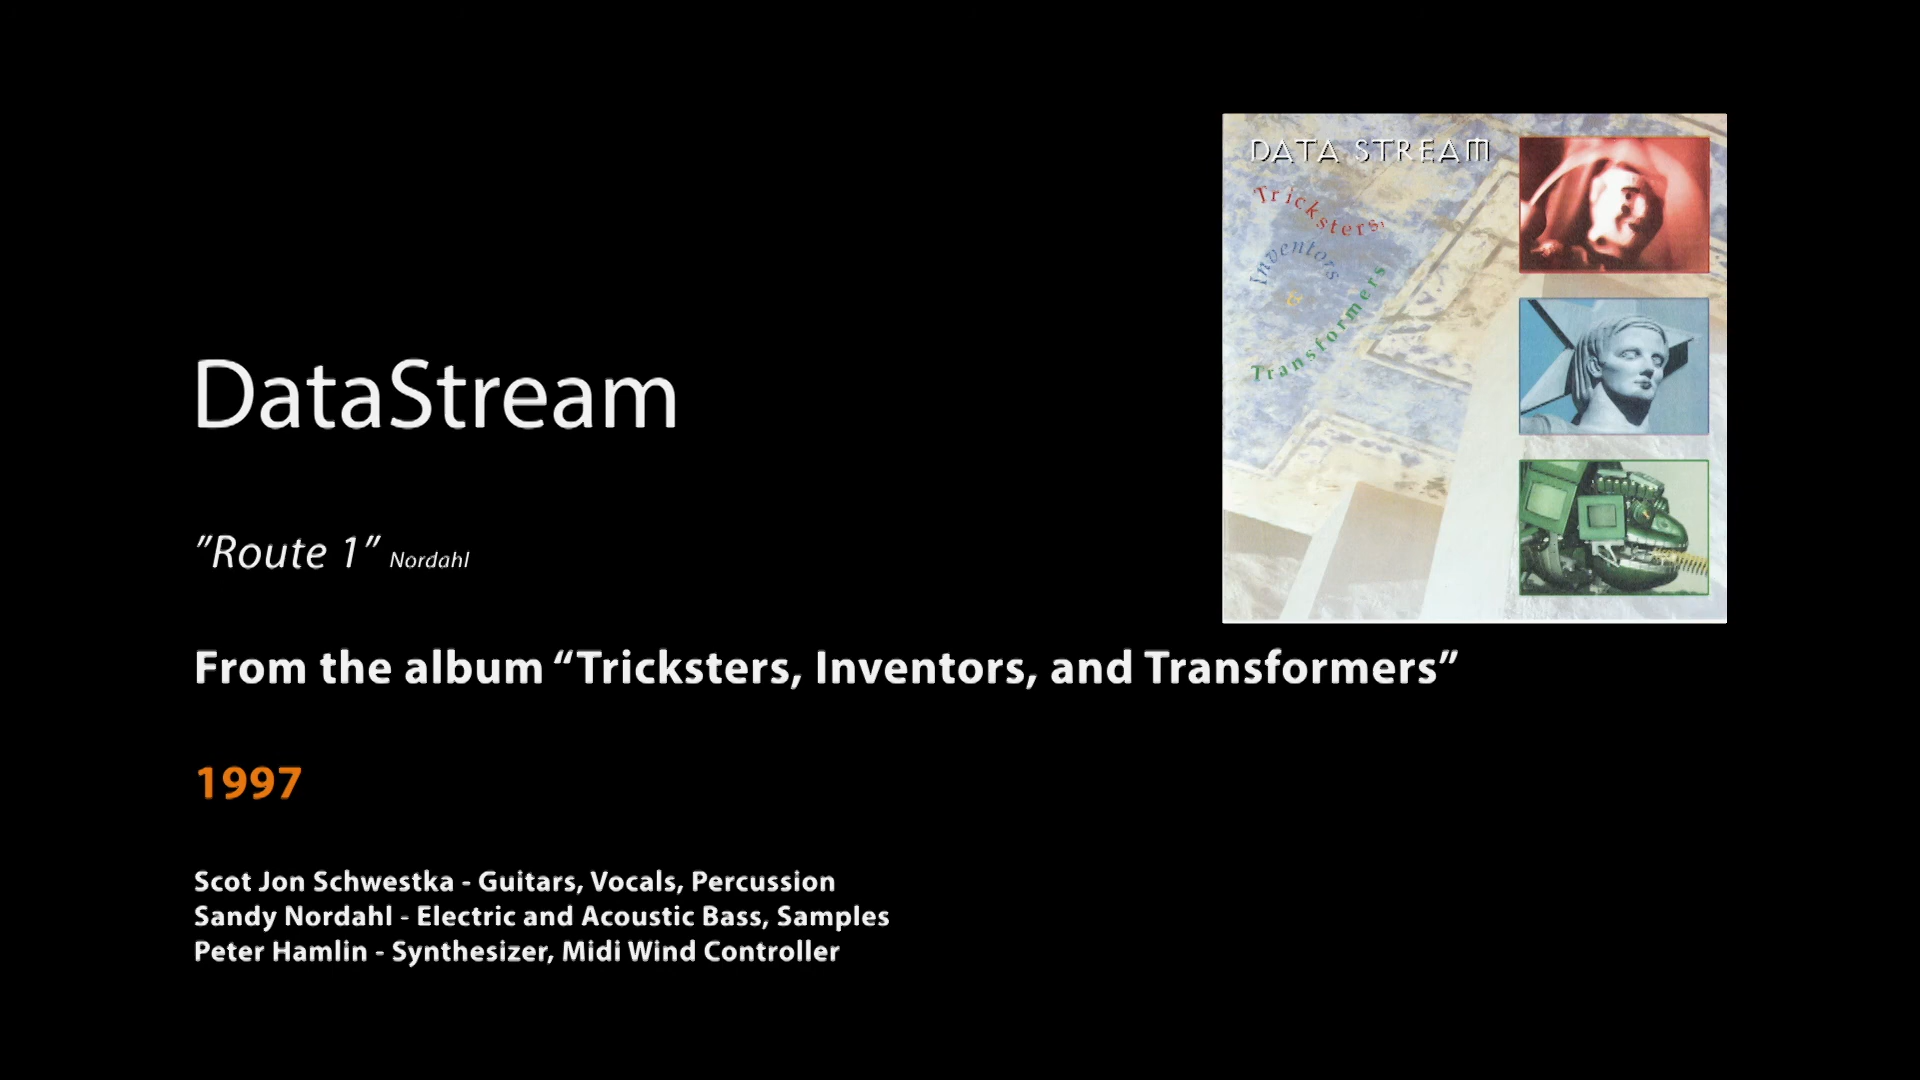 DATA STREAM
Tricksters,
Inventors
&
Transformers
DataStream
"Route 1" Nordahl
From the album “Tricksters, Inventors, and Transformers”
1997
Scot Jon Schwestka - Guitars, Vocals, Percussion
Sandy Nordahl - Electric and Acoustic Bass, Samples
Peter Hamlin - Synthesizer, Midi Wind Controller